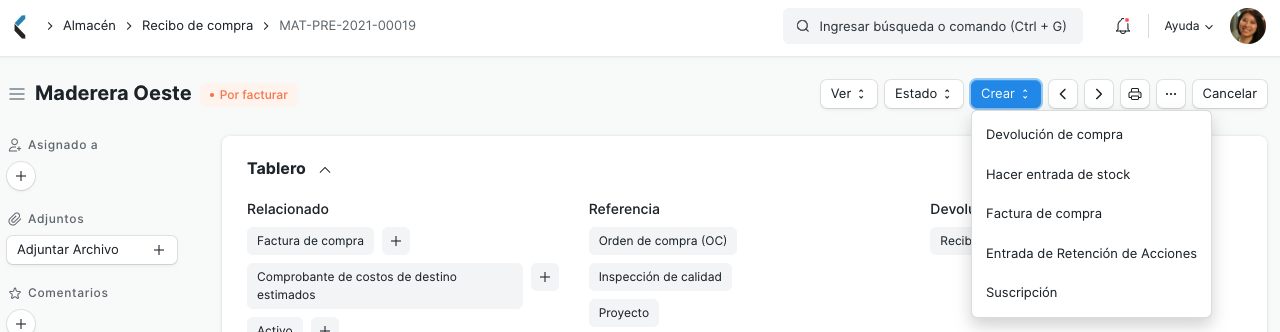 Almacén Recibo de compra MAT-PRE-2021-00019 Ingresar búsqueda o comando (Ctrl + G) Ayuda
Maderera Oeste • Por facturar Ver Estado Crear ... Cancelar
Asignado a
+
Adjuntos
Adjuntar Archivo +
Comentarios
+
Tablero
Relacionado
Factura de compra +
Comprobante de costos de destino
estimados +
Activo +
Referencia
Orden de compra (OC)
Inspección de calidad
Proyecto
Devolución de compra
Hacer entrada de stock
Factura de compra
Entrada de Retención de Acciones
Suscripción